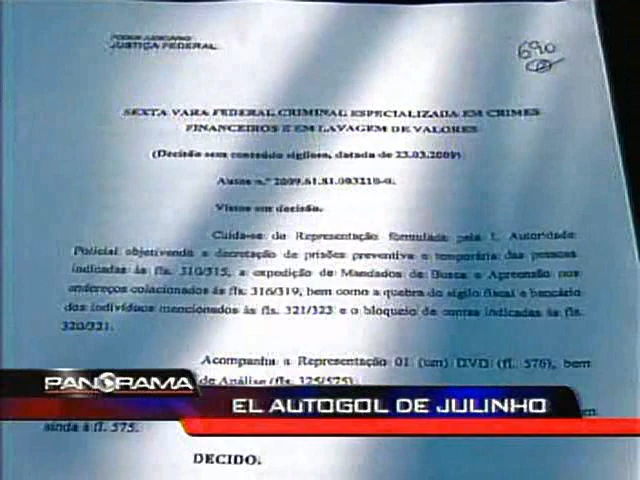 PODER JUDICIÁRIO
JUSTIÇA FEDERAL
690
SEXTA VARA FEDERAL CRIMINAL ESPECIALIZADA EM CRIMES
FINANCEIROS E EM LAVAGEM DE VALORES
(Decisão sem conteúdo sigiloso, datada de 23.03.2009)
Autos n.º 2009.61.81.003210-0.
Vistos em decisão.
Cuida-se da Representação formulada pela I. Autoridade
Policial objetivando a decretação de prisões preventiva e temporária das pessoas
indicadas às fls. 310/315, a expedição de Mandados de Busca e Apreensão nos
endereços colacionados às fls. 316/319, bem como a quebra do sigilo fiscal e bancário
dos indivíduos mencionados às fls. 321/323 e o bloqueio de contas indicadas às fls.
320/321.
Acompanha a Representação 01 (um) DVD (fl. 576), bem
de Análise (fls. 325/575).
PANORAMA
EL AUTOGOL DE JULINHO
em
ainda à fl. 575.
DECIDO.